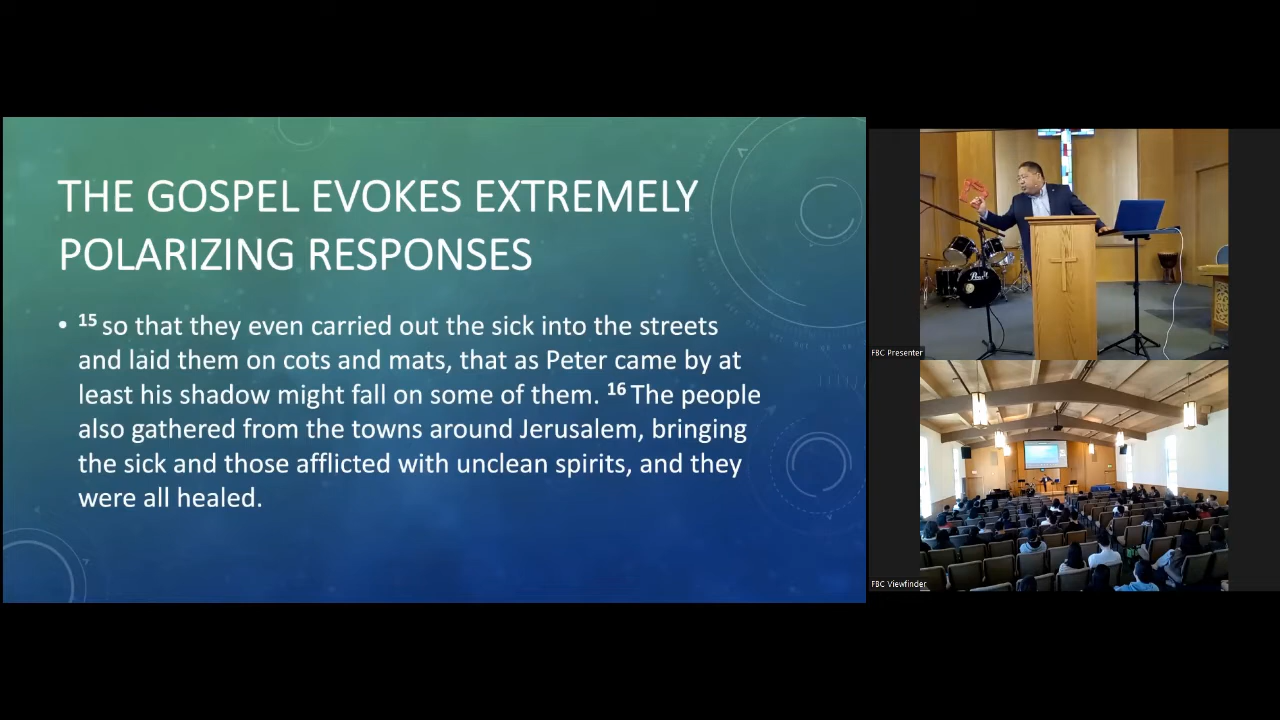 THE GOSPEL EVOKES EXTREMELY
POLARIZING RESPONSES
• 15 so that they even carried out the sick into the streets
and laid them on cots and mats, that as Peter came by at
least his shadow might fall on some of them. 16 The people
also gathered from the towns around Jerusalem, bringing
the sick and those afflicted with unclean spirits, and they
were all healed.
Pearl
FBC Presenter
FBC Viewfinder